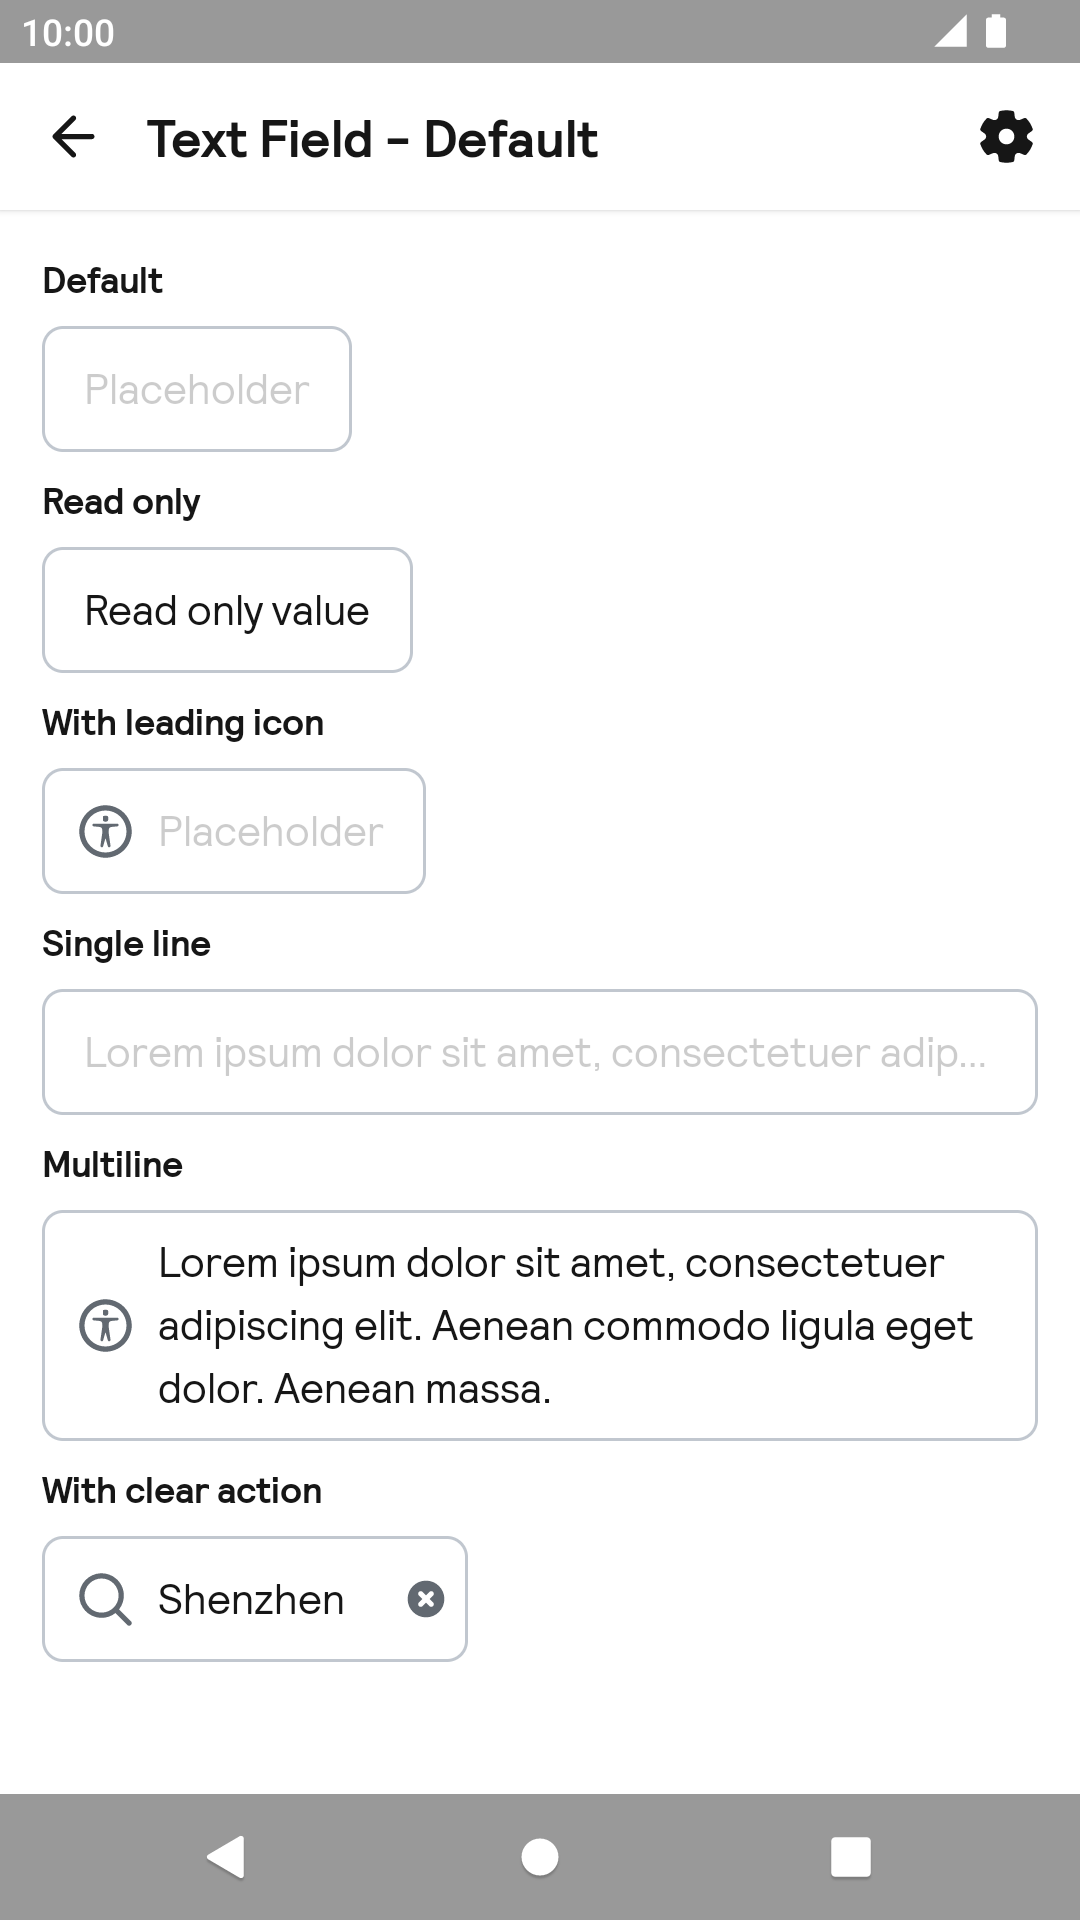 10:00
Text Field - Default
Default
Placeholder
Read only
Read only value
With leading icon
Placeholder
Single line
Lorem ipsum dolor sit amet, consectetuer adip...
Multiline
Lorem ipsum dolor sit amet, consectetuer
adipiscing elit. Aenean commodo ligula eget
dolor. Aenean massa.
With clear action
Shenzhen